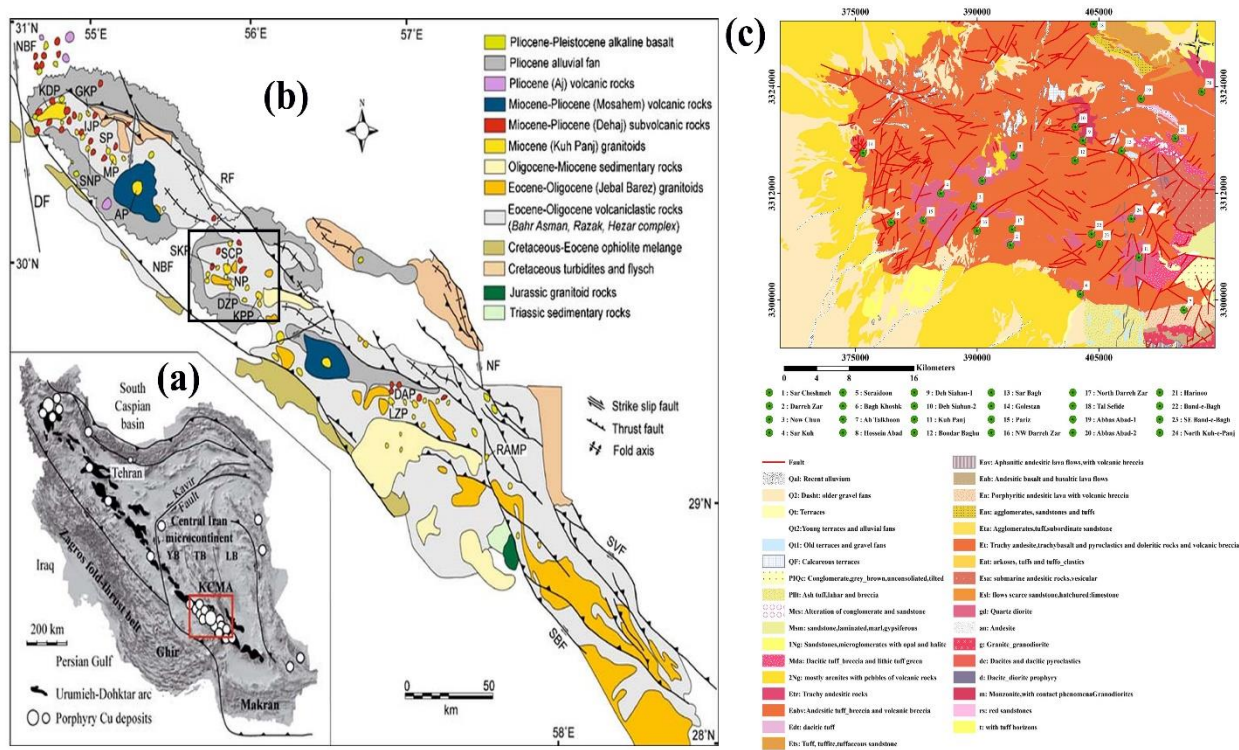 (b)
31°N
55°E
56°E
57°E
NBF
KDP
GKP
IJP
SP
MP
SNP
AP
DF
RF
N
30°N
SKP
SCP
NBF
NP
DZP
KPP
NF
DAP
LZP
RAMP
29°N
SVF
SBF
58°E
28°N
0 50
km
Pliocene-Pleistocene alkaline basalt
Pliocene alluvial fan
Pliocene (Aj) volcanic rocks
Miocene-Pliocene (Mosahem) volcanic rocks
Miocene-Pliocene (Dehaj) subvolcanic rocks
Miocene (Kuh Panj) granitoids
Oligocene-Miocene sedimentary rocks
Eocene-Oligocene (Jebal Barez) granitoids
Eocene-Oligocene volcaniclastic rocks
(Bahr Asman, Razak, Hezar complex)
Cretaceous-Eocene ophiolite melange
Cretaceous turbidites and flysch
Jurassic granitoid rocks
Triassic sedimentary rocks
Strike slip fault
Thrust fault
Fold axis
(a)
South
Caspian
basin
Tehran
Kavir
Fault
Central Iran
microcontinent
YB TB LB
KCMA
Iraq
Zagros fold-thrust belt
200 km
Ghir
Persian Gulf
Makran
Urumieh-Dohktar arc
Porphyry Cu deposits
(c)
375000 390000 405000
3324000 3324000
3312000 3312000
3300000 3300000
375000 390000 405000
Kilometers
0 4 8 16
1 : Sar Cheshmeh
2 : Darreh Zar
3 : Now Chun
4 : Sar Kuh
5 : Seraidoon
6 : Bagh Khoshk
7 : Ab Talkhoon
8 : Hossein Abad
9 : Deh Siahan-1
10 : Deh Siahan-2
11 : Kuh Panj
12 : Bondar Baghu
13 : Sar Bagh
14 : Golestan
15 : Pariz
16 : NW Darreh Zar
17 : North Darreh Zar
18 : Tal Sefide
19 : Abbas Abad-1
20 : Abbas Abad-2
21 : Harinoo
22 : Band-e-Bagh
23 : SE Band-e-Bagh
24 : North Kuh-e-Panj
Fault
Qal: Recent alluvium
Q2: Dasht: older gravel fans
Qt: Terraces
Qt2:Young terraces and alluvial fans
Qt1: Old terraces and gravel fans
QF: Calcareous terraces
PlQc: Conglomerate,grey_brown,unconsoliated,tilted
Plt: Ash tuff,lahar and breccia
Mcs: Alteration of conglomerate and sandstone
Msm: sandstone,laminated,marl,gypsiferous
1Ng: Sandstones,microglomerates with opal and halite
Mda: Dacitic tuff_breccia and lithic tuff green
2Ng: mostly arenites with pebbles of volcanic rocks
Etr: Trachy andesitic rocks
Eabv: Andesitic tuff_breccia and volcanic breccia
Edt: dacitic tuff
Ets: Tuff, tuffite,tuffaceous sandstone
Eav: Aphanitic andesitic lava flows,with volcanic breccia
Eab: Andesitic basalt and basaltic lava flows
Ea: Porphyritic andesitic lava with volcanic breccia
Eas: agglomerates, sandstones and tuffs
Eta: Agglomerates,tuff,subordinate sandstone
Et: Trachy andesite,trachybasalt and pyroclastics and doleritic rocks and volcanic breccia
Eat: arkoses, tuffs and tuffs_clastics
Esa: submarine andesitic rocks,vesicular
Esl: flows scarce sandstone,hatchured:limestone
gd: Quartz diorite
an: Andesite
g: Granite_granodiorite
dc: Dacites and dacitic pyroclastics
d: Dacite_diorite prophyry
m: Monzonite,with contact phenomenaGranodiorites
rs: red sandstones
t: with tuff horizons